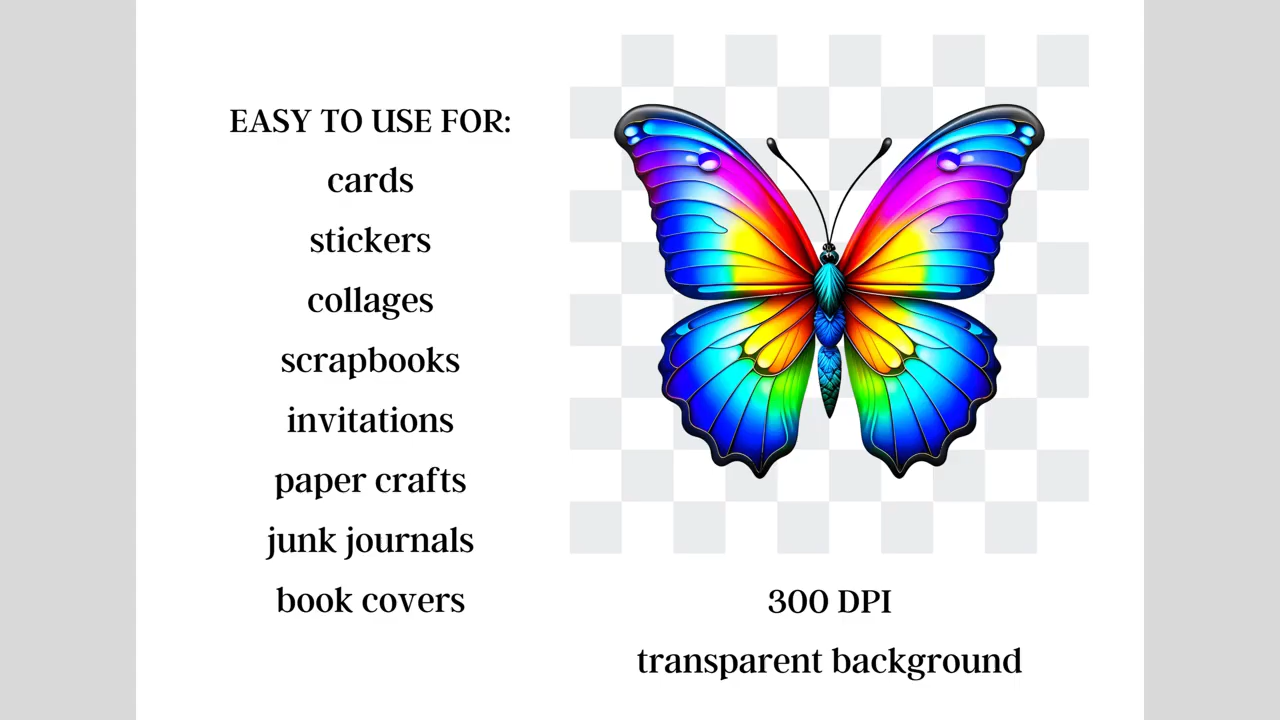 EASY TO USE FOR:
cards
stickers
collages
scrapbooks
invitations
paper crafts
junk journals
book covers
300 DPI
transparent background